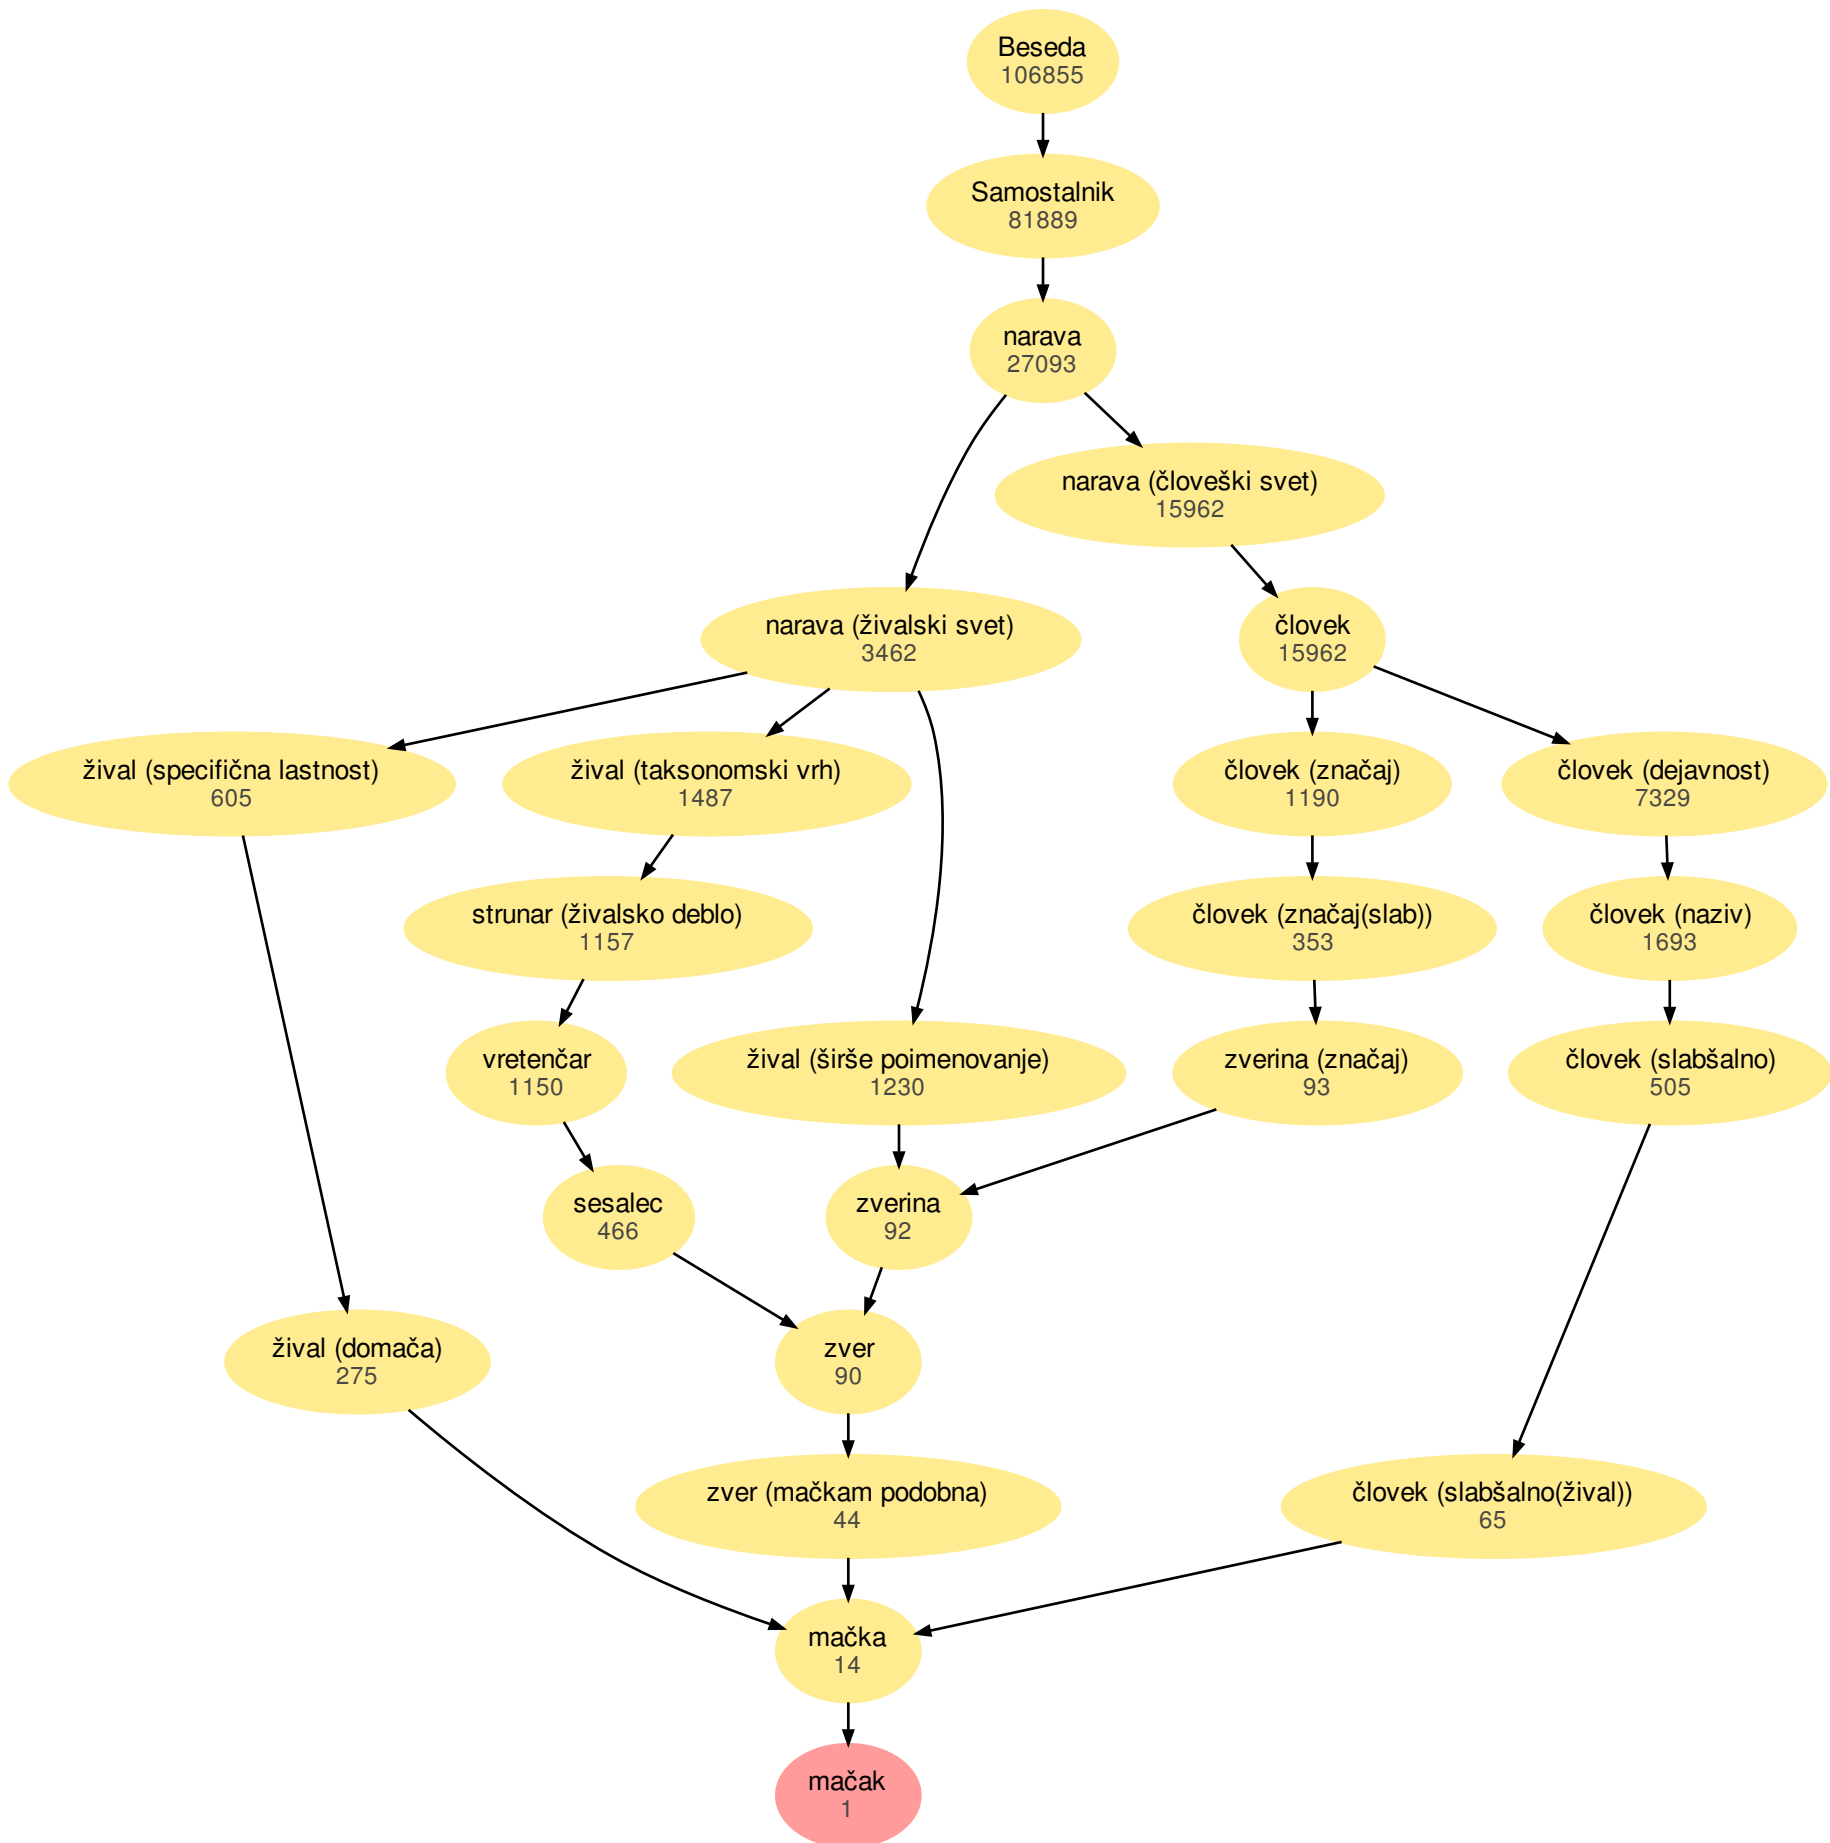 Beseda
106855
Samostalnik
81889
narava
27093
narava (človeški svet)
15962
narava (živalski svet)
3462
človek
15962
žival (specifična lastnost)
605
žival (taksonomski vrh)
1487
človek (značaj)
1190
človek (dejavnost)
7329
strunar (živalsko deblo)
1157
človek (značaj(slab))
353
človek (naziv)
1693
vretenčar
1150
žival (širše poimenovanje)
1230
zverina (značaj)
93
človek (slabšalno)
505
sesalec
466
zverina
92
žival (domača)
275
zver
90
zver (mačkam podobna)
44
človek (slabšalno(žival))
65
mačka
14
mačak
1